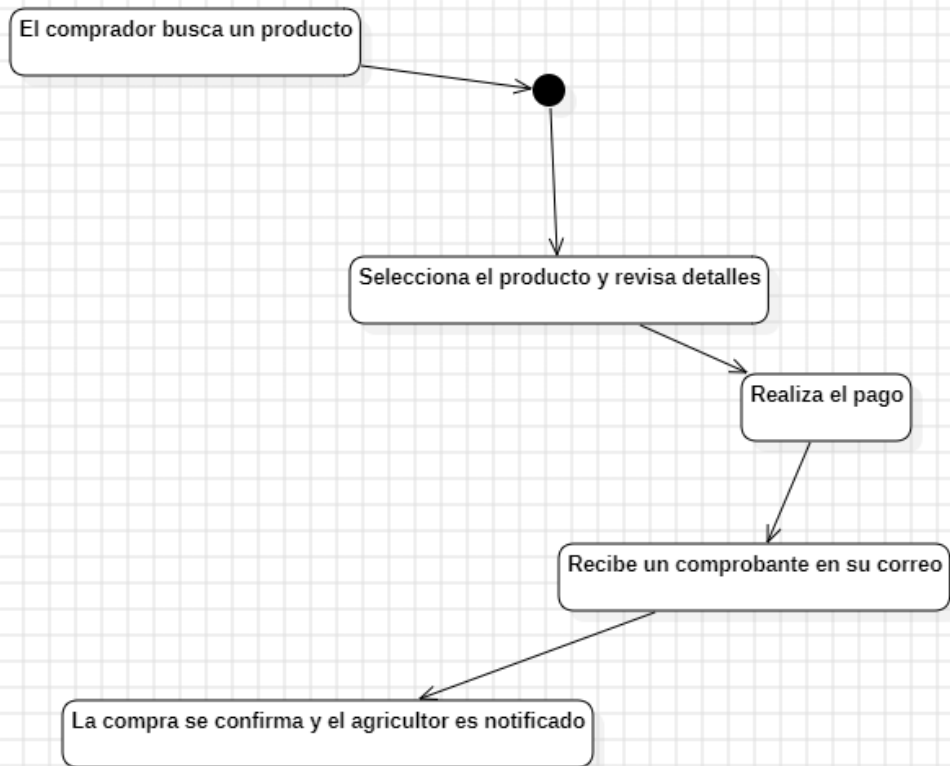 El comprador busca un producto
Selecciona el producto y revisa detalles
Realiza el pago
Recibe un comprobante en su correo
La compra se confirma y el agricultor es notificado